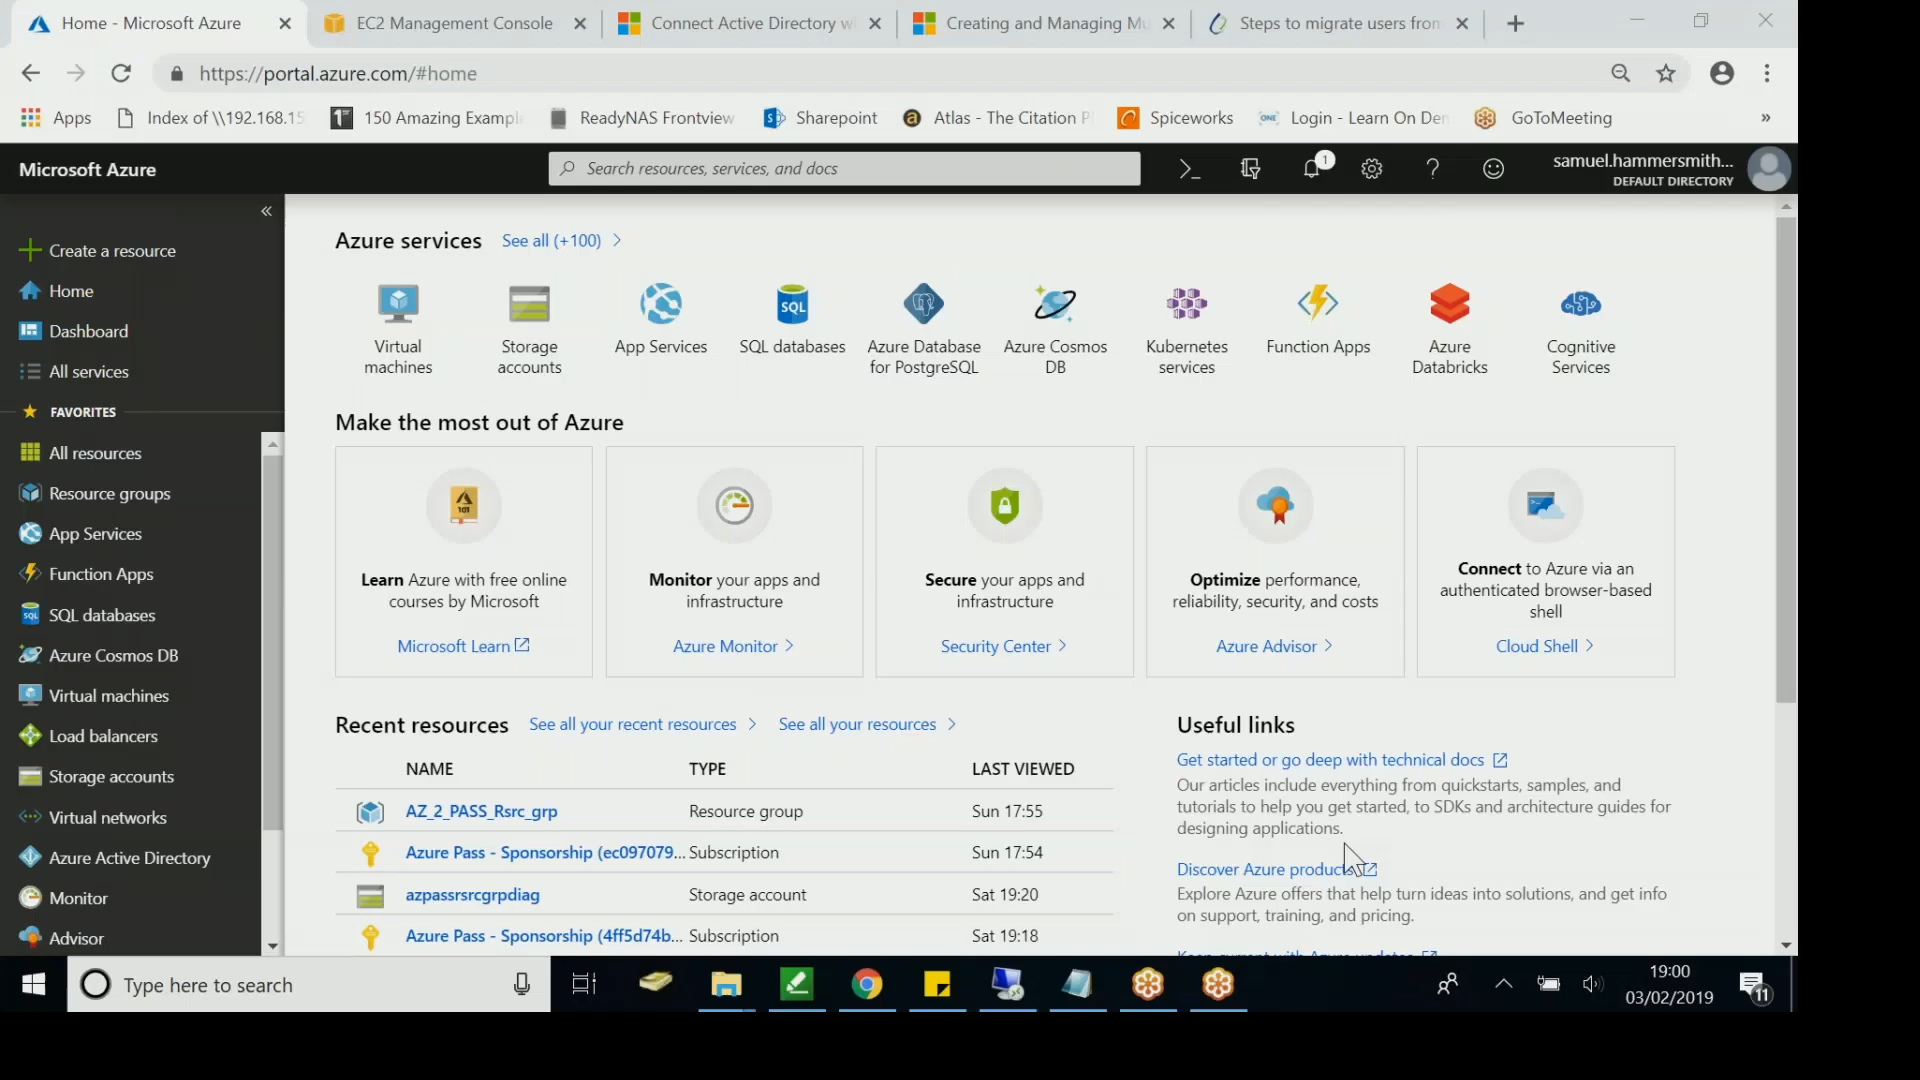 Home - Microsoft Azure
EC2 Management Console
Connect Active Directory w
Creating and Managing Mu
Steps to migrate users from
https://portal.azure.com/#home
Apps
Index of \\192.168.15
150 Amazing Exampl
ReadyNAS Frontview
Sharepoint
Atlas - The Citation P
Spiceworks
Login - Learn On Den
GoToMeeting
»
Microsoft Azure
Search resources, services, and docs
1
samuel.hammersmith...
DEFAULT DIRECTORY
Create a resource
Home
Dashboard
All services
FAVORITES
All resources
Resource groups
App Services
Function Apps
SQL databases
Azure Cosmos DB
Virtual machines
Load balancers
Storage accounts
Virtual networks
Azure Active Directory
Monitor
Advisor
Azure services
See all (+100)
Virtual
machines
Storage
accounts
App Services
SQL
SQL databases
Azure Database
for PostgreSQL
Azure Cosmos
DB
Kubernetes
services
Function Apps
Azure
Databricks
Cognitive
Services
Make the most out of Azure
101
Learn Azure with free online
courses by Microsoft
Microsoft Learn
Monitor your apps and
infrastructure
Azure Monitor
Secure your apps and
infrastructure
Security Center
Optimize performance,
reliability, security, and costs
Azure Advisor
Connect to Azure via an
authenticated browser-based
shell
Cloud Shell
Recent resources
See all your recent resources
See all your resources
NAME TYPE LAST VIEWED
AZ_2_PASS_Rsrc_grp Resource group Sun 17:55
Azure Pass - Sponsorship (ec097079... Subscription Sun 17:54
azpassrsrcgrpdiag Storage account Sat 19:20
Azure Pass - Sponsorship (4ff5d74b... Subscription Sat 19:18
Useful links
Get started or go deep with technical docs
Our articles include everything from quickstarts, samples, and
tutorials to help you get started, to SDKs and architecture guides for
designing applications.
Discover Azure products
Explore Azure offers that help turn ideas into solutions, and get info
on support, training, and pricing.
Keep current with Azure updates
Type here to search
19:00
03/02/2019
11